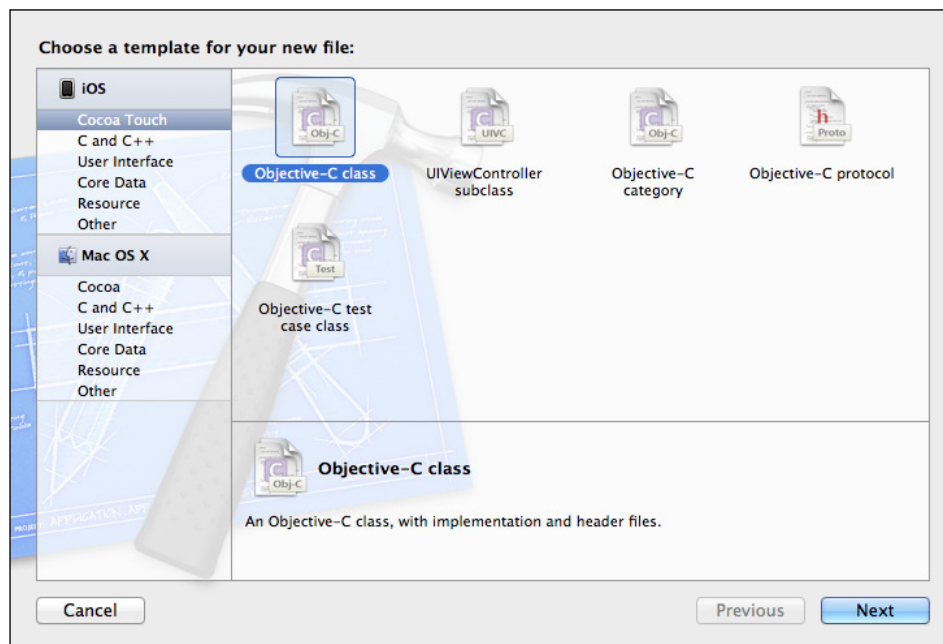 Choose a template for your new file:
iOS
Cocoa Touch
C and C++
User Interface
Core Data
Resource
Other
Mac OS X
Cocoa
C and C++
User Interface
Core Data
Resource
Other
Obj-C
Objective-C class
UIVC
UIViewController
subclass
Obj-C
Objective-C
category
h
Proto
Objective-C protocol
Test
Objective-C test
case class
Obj-C
Objective-C class
An Objective-C class, with implementation and header files.
Cancel
Previous
Next